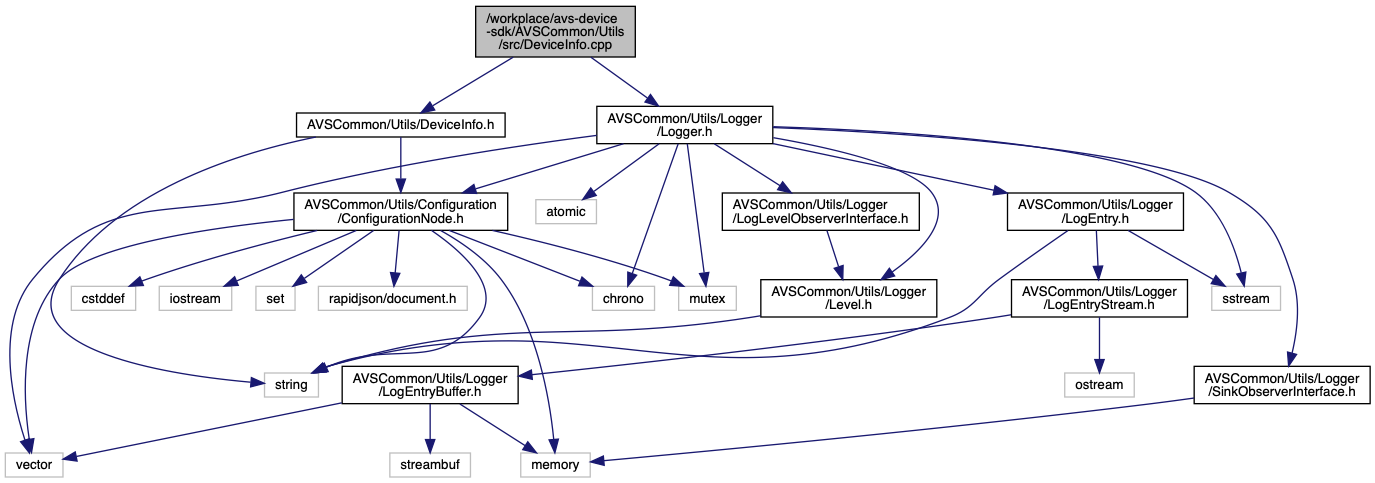 /workplace/avs-device
-sdk/AVSCommon/Utils
/src/DeviceInfo.cpp
AVSCommon/Utils/DeviceInfo.h
AVSCommon/Utils/Logger
/Logger.h
AVSCommon/Utils/Configuration
/ConfigurationNode.h
atomic
AVSCommon/Utils/Logger
/LogLevelObserverInterface.h
AVSCommon/Utils/Logger
/LogEntry.h
cstddef
iostream
set
rapidjson/document.h
chrono
mutex
AVSCommon/Utils/Logger
/Level.h
AVSCommon/Utils/Logger
/LogEntryStream.h
sstream
string
AVSCommon/Utils/Logger
/LogEntryBuffer.h
ostream
AVSCommon/Utils/Logger
/SinkObserverInterface.h
vector
streambuf
memory